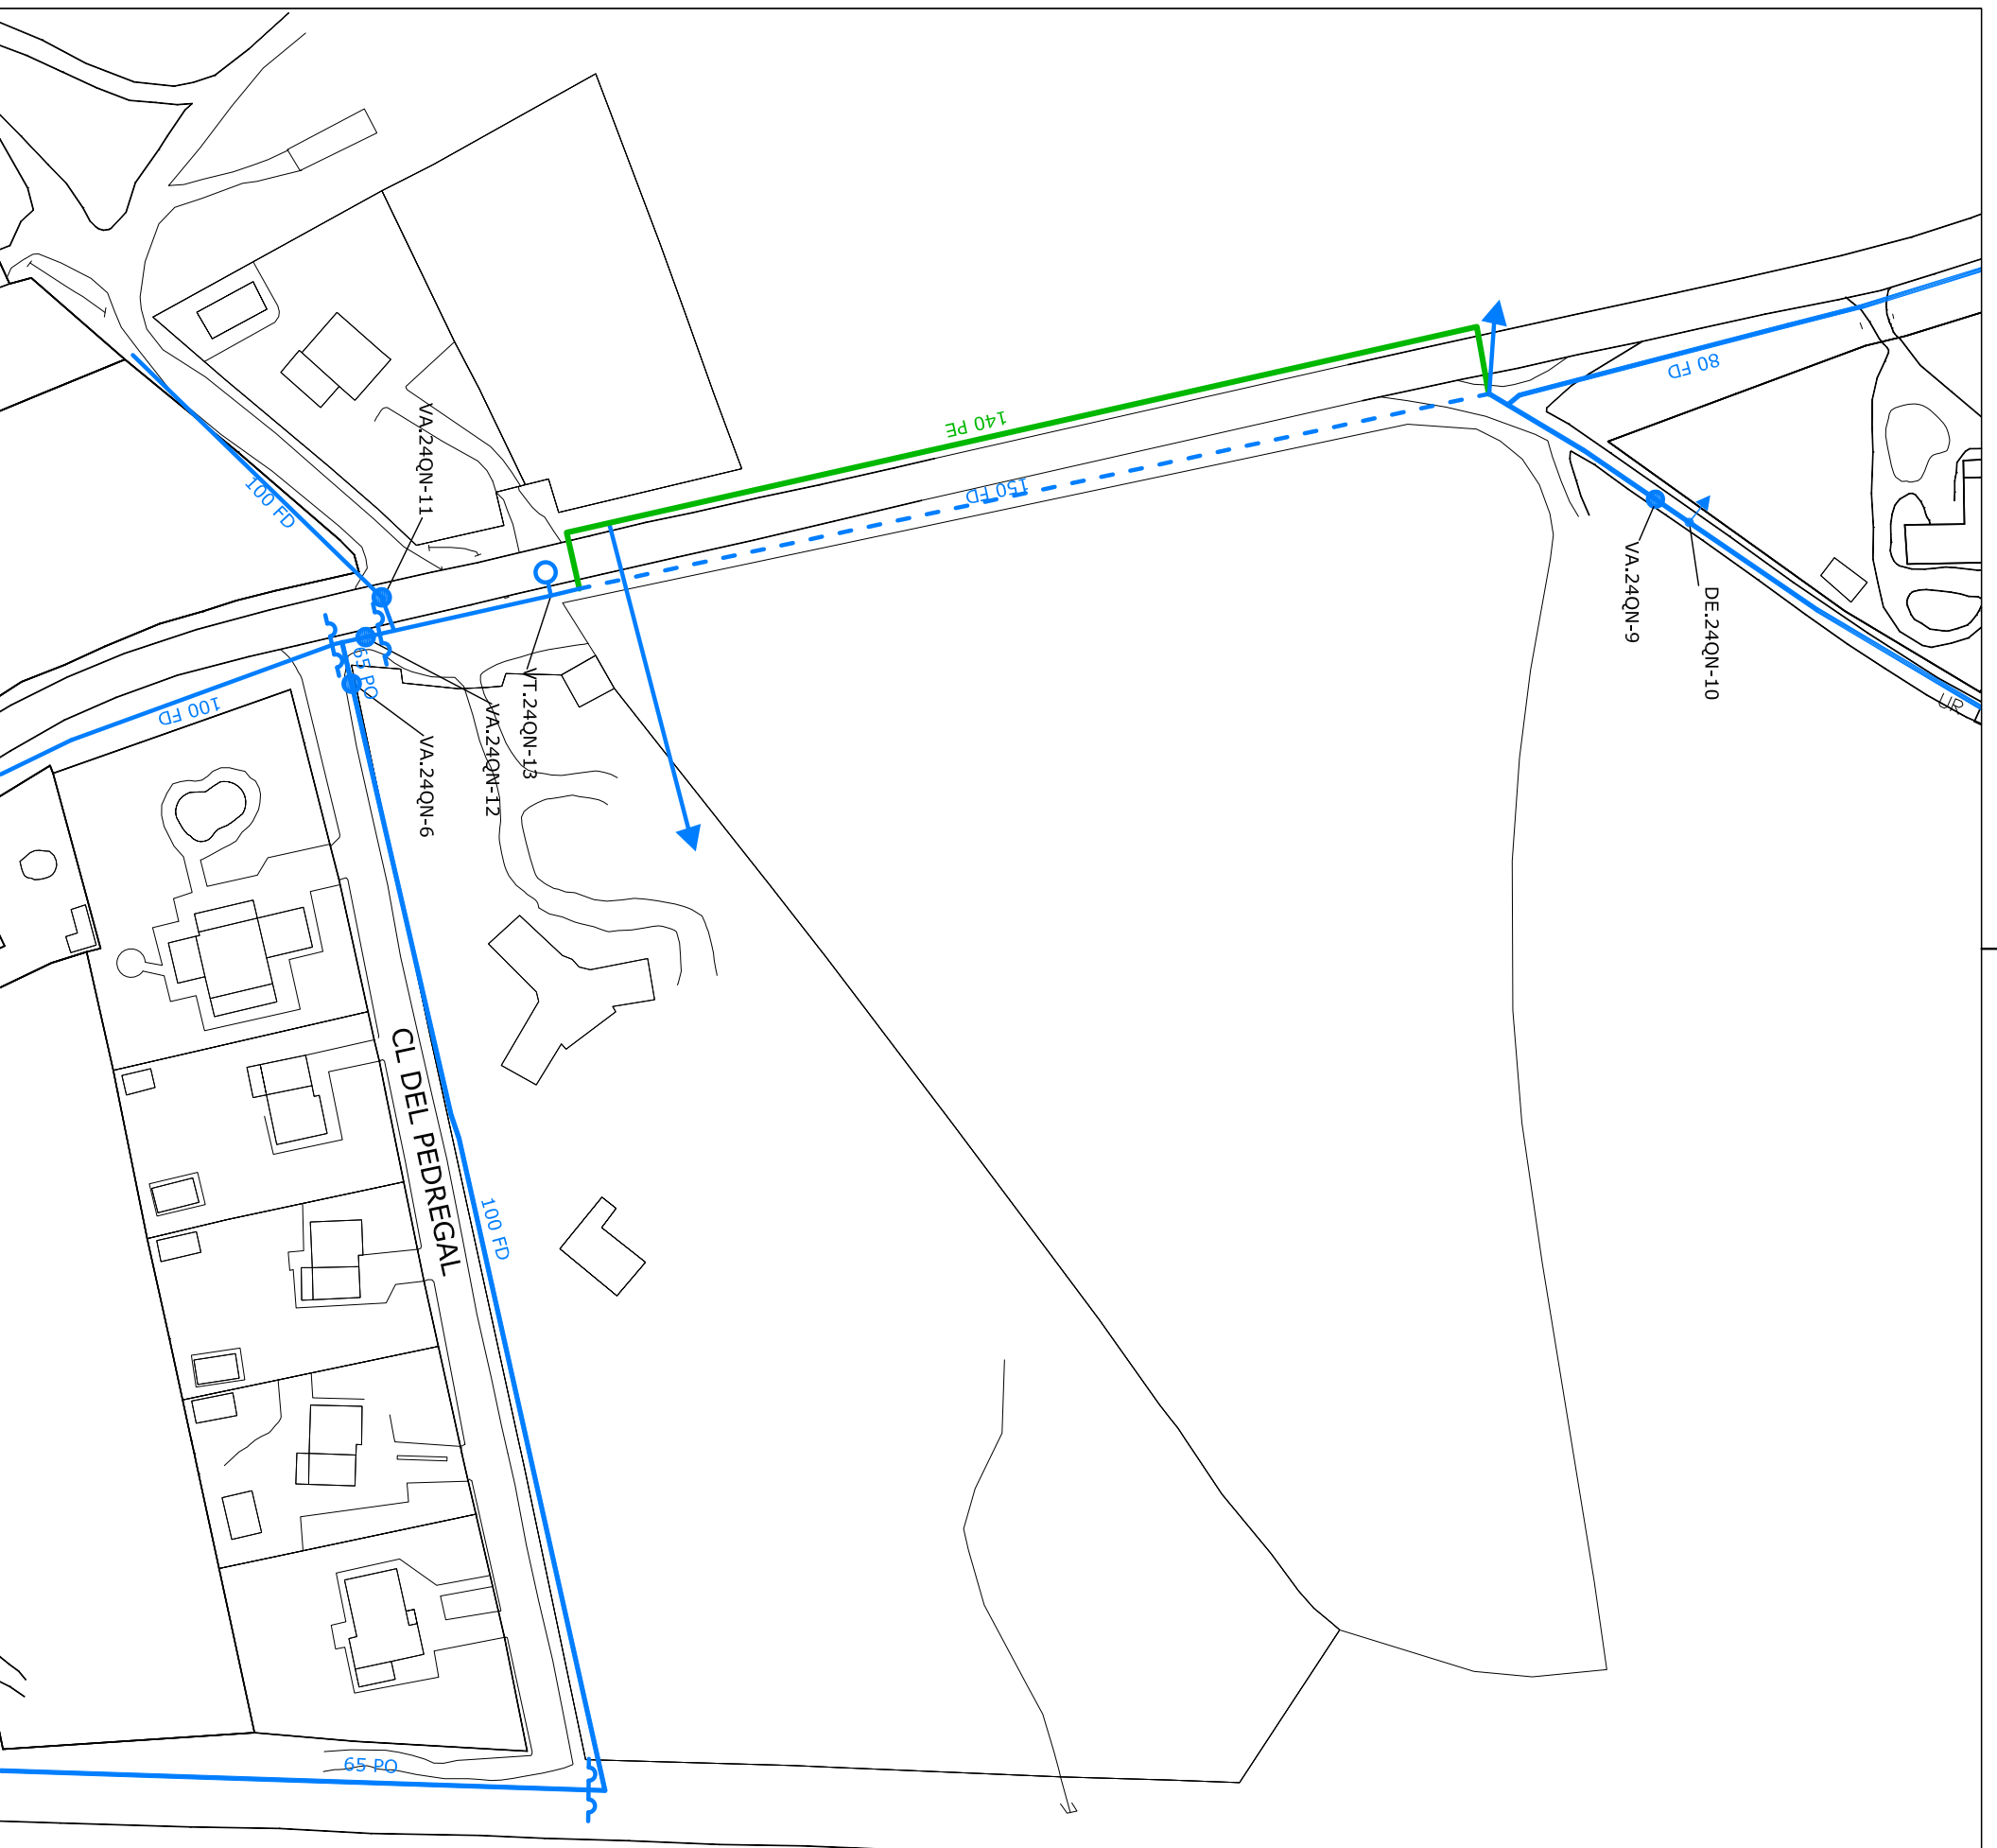 80 FD
140 PE
150 FD
VA.24QN-11
100 FD
VA.24QN-9
DE.24QN-10
65 PO
VT.24QN-13
100 FD
VA.24QN-12
VA.24QN-6
UR
CL DEL PEDREGAL
100 FD
65 PO